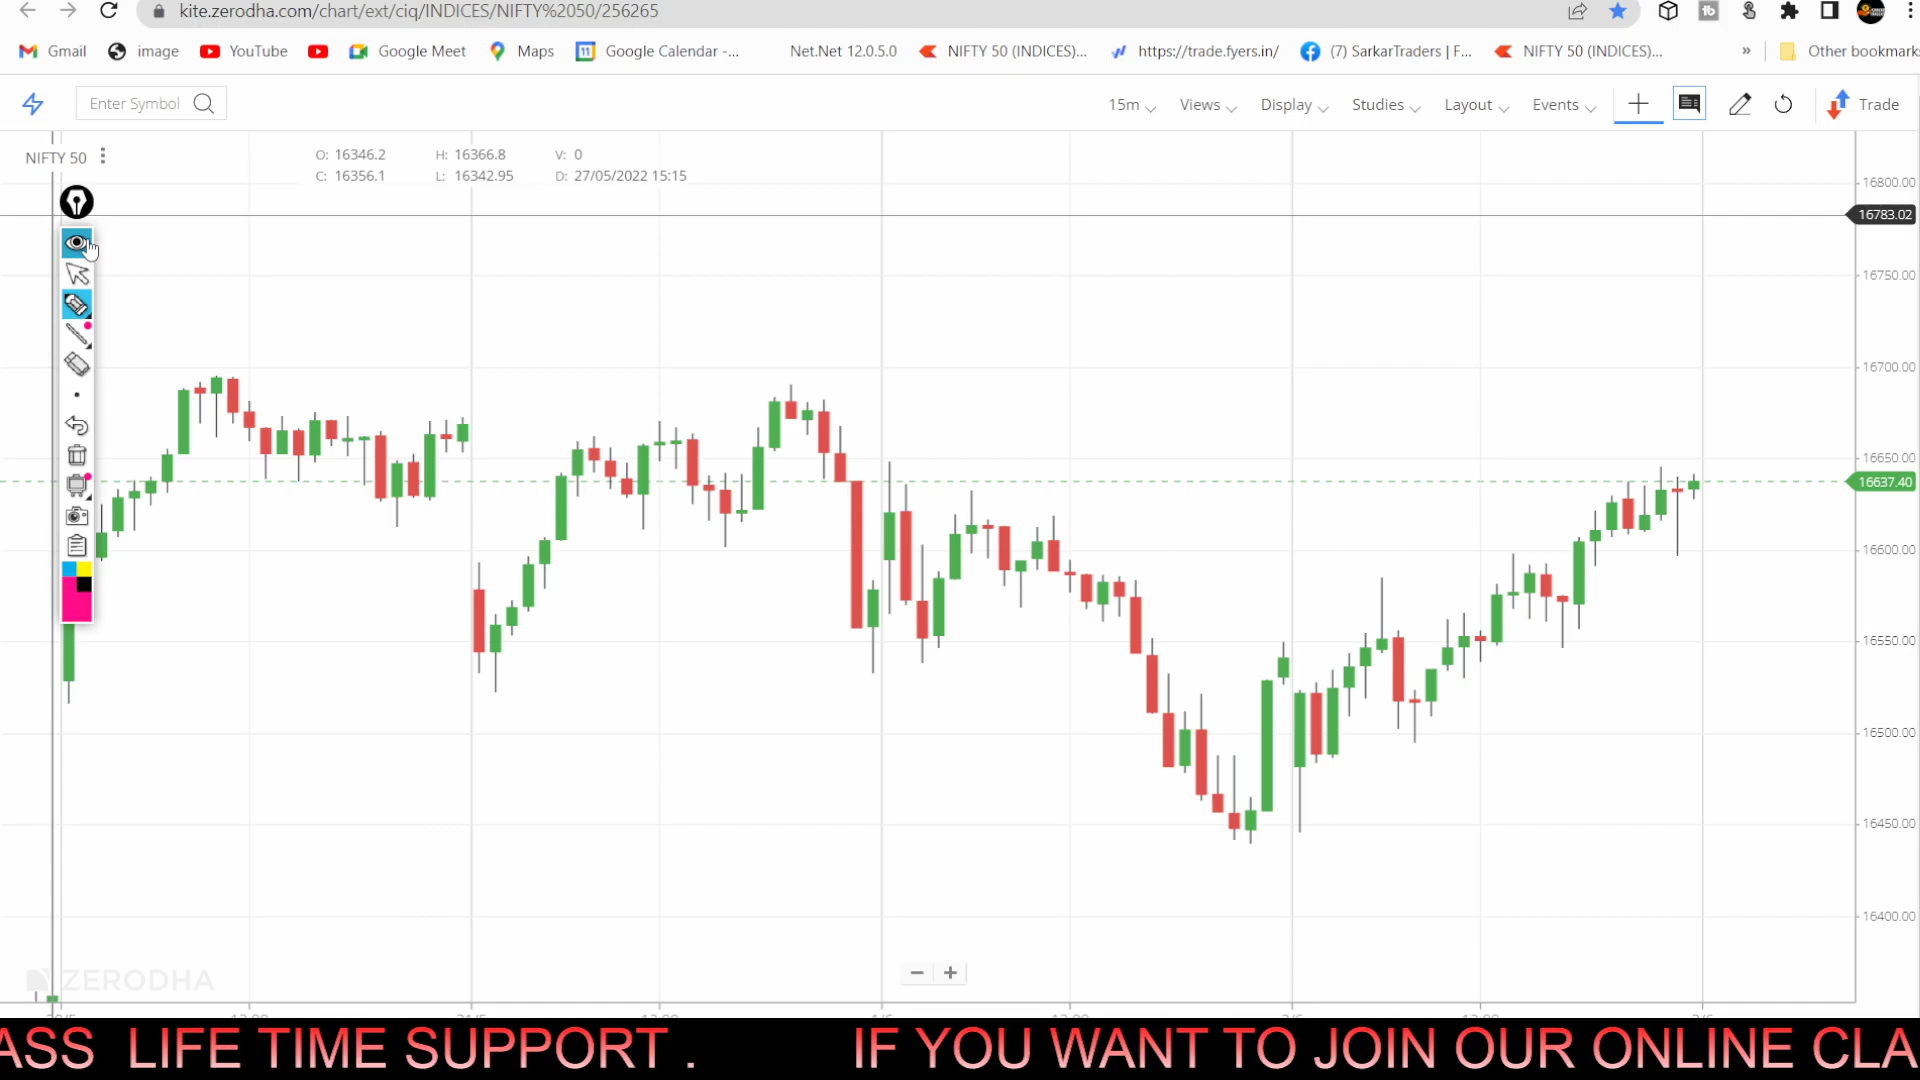 kite.zerodha.com/chart/ext/ciq/INDICES/NIFTY%2050/256265
Gmail image YouTube Google Meet Maps Google Calendar -... Net.Net 12.0.5.0 NIFTY 50 (INDICES)... https://trade.fyers.in/ (7) SarkarTraders | F... NIFTY 50 (INDICES)... » Other bookmarks
Enter Symbol 15m Views Display Studies Layout Events Trade
NIFTY 50
O: 16346.2 H: 16366.8 V: 0
C: 16356.1 L: 16342.95 D: 27/05/2022 15:15
16800.00
16783.02
16750.00
16700.00
16650.00
16637.40
16600.00
16550.00
16500.00
16450.00
16400.00
ZERODHA
ASS LIFE TIME SUPPORT . IF YOU WANT TO JOIN OUR ONLINE CLA